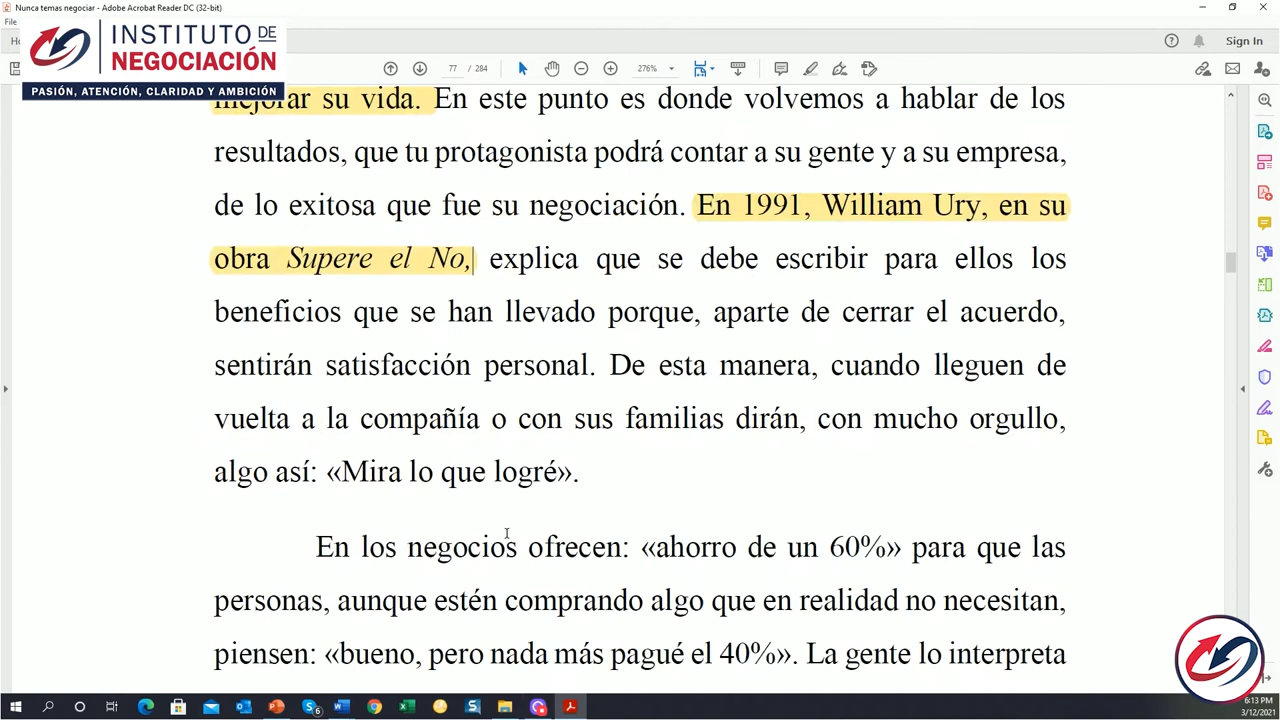 Nunca temas negociar - Adobe Acrobat Reader DC (32-bit)
File
INSTITUTO DE
NEGOCIACIÓN
PASIÓN, ATENCIÓN, CLARIDAD Y AMBICIÓN
77 / 284
276%
Sign In
mejorar su vida. En este punto es donde volvemos a hablar de los
resultados, que tu protagonista podrá contar a su gente y a su empresa,
de lo exitosa que fue su negociación. En 1991, William Ury, en su
obra Supere el No, explica que se debe escribir para ellos los
beneficios que se han llevado porque, aparte de cerrar el acuerdo,
sentirán satisfacción personal. De esta manera, cuando lleguen de
vuelta a la compañía o con sus familias dirán, con mucho orgullo,
algo así: «Mira lo que logré».
En los negocios ofrecen: «ahorro de un 60%» para que las
personas, aunque estén comprando algo que en realidad no necesitan,
piensen: «bueno, pero nada más pagué el 40%». La gente lo interpreta
6:13 PM
3/12/2021